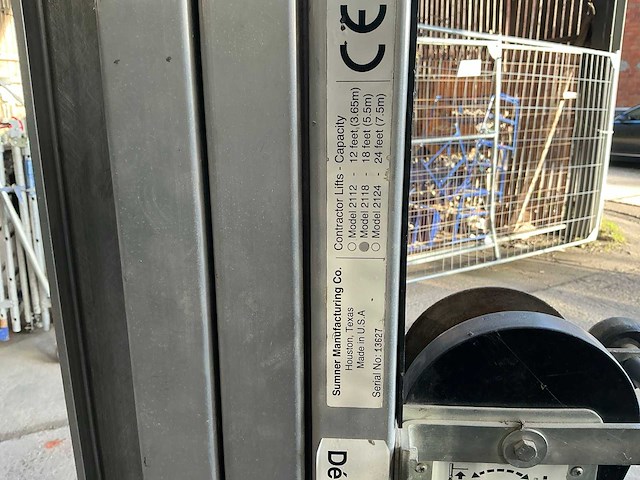 Sumner Manufacturing Co.
Houston, Texas
Made in U.S.A
Serial No: 13627
Contractor Lifts - Capacity
Model 2112 - 12 feet,(3.65m)
Model 2118 - 18 feet (5.5m)
Model 2124 - 24 feet (7.5m)
CE
Dé